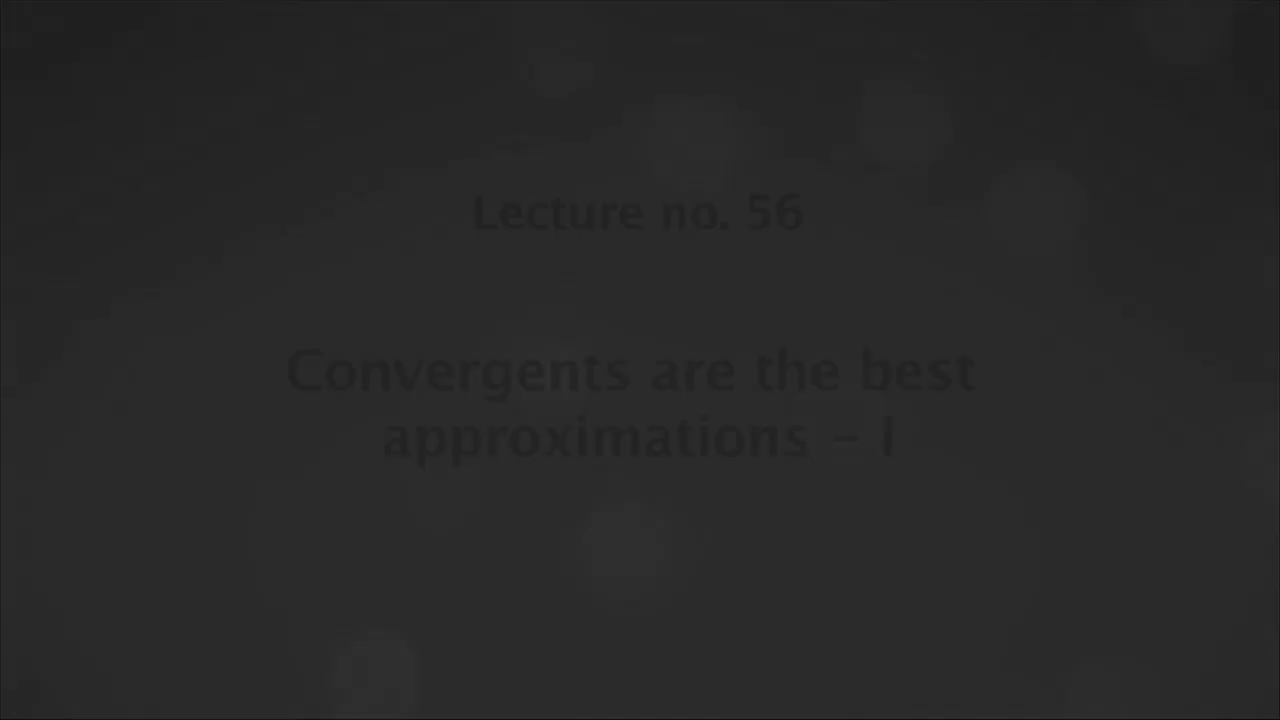 Lecture no. 56
Convergents are the best
approximations - I